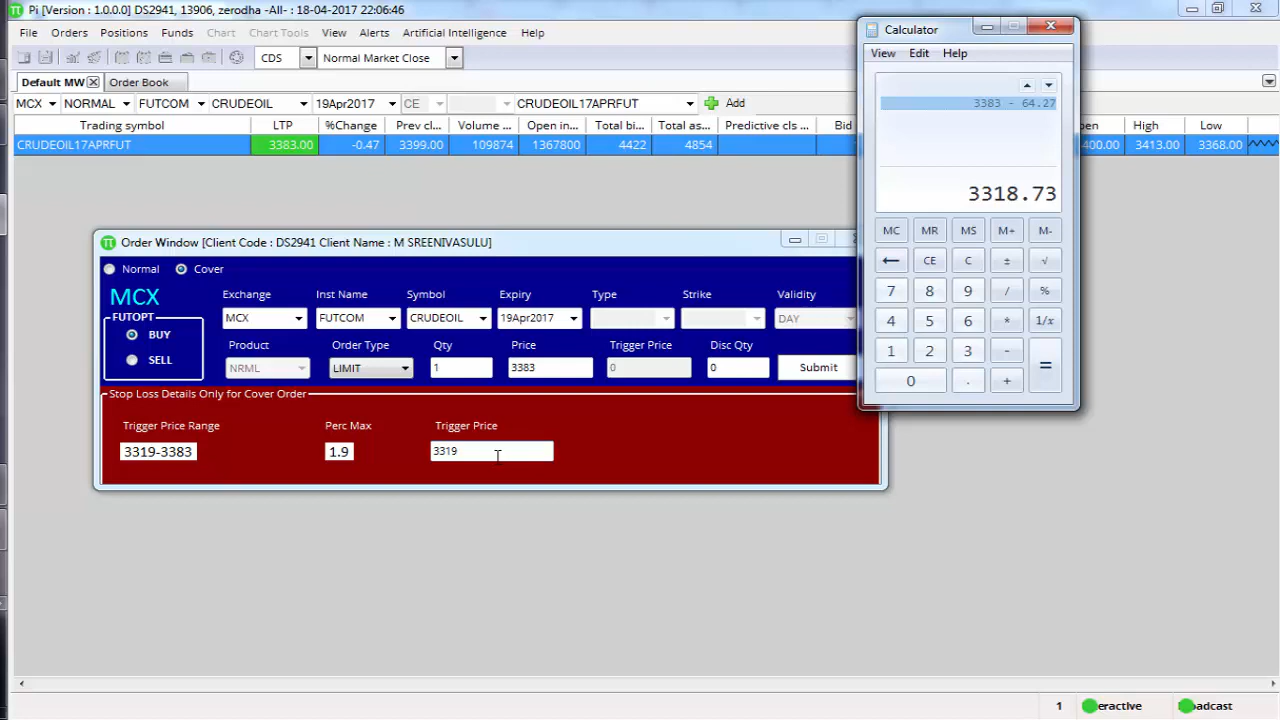 Pi [Version : 1.0.0.0] DS2941, 13906, zerodha -All- : 18-04-2017 22:06:46
File Orders Positions Funds Chart Chart Tools View Alerts Artificial Intelligence Help
CDS Normal Market Close
Default MW Order Book
MCX NORMAL FUTCOM CRUDEOIL 19Apr2017 CE CRUDEOIL17APRFUT Add
Trading symbol LTP %Change Prev cl... Volume ... Open in... Total bi... Total as... Predictive cls ... Bid High Low
CRUDEOIL17APRFUT 3383.00 -0.47 3399.00 109874 1367800 4422 4854 3413.00 3368.00
Calculator
View Edit Help
3383 - 64.27
3318.73
MC MR MS M+ M-
← CE C ± √
7 8 9 / %
4 5 6 * 1/x
1 2 3 - =
0 . +
Order Window [Client Code : DS2941 Client Name : M SREENIVASULU]
Normal Cover
MCX
Exchange Inst Name Symbol Expiry Type Strike Validity
FUTOPT
MCX FUTCOM CRUDEOIL 19Apr2017 DAY
BUY
Product Order Type Qty Price Trigger Price Disc Qty
SELL
NRML LIMIT 1 3383 0 0 Submit
Stop Loss Details Only for Cover Order
Trigger Price Range Perc Max Trigger Price
3319-3383 1.9 3319
1